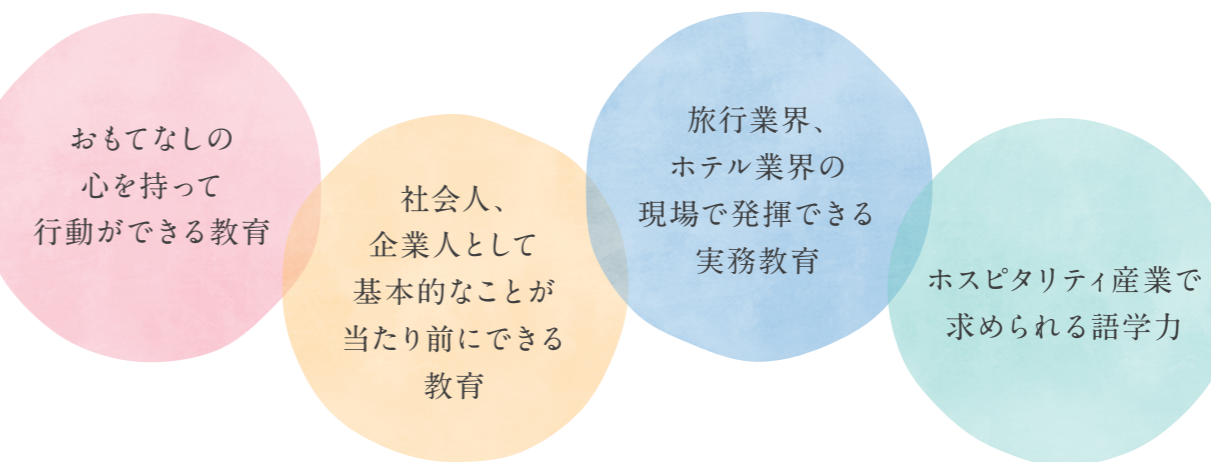 おもてなしの
心を持って
行動ができる教育
社会人、
企業人として
基本的なことが
当たり前にできる
教育
旅行業界、
ホテル業界の
現場で発揮できる
実務教育
ホスピタリティ産業で
求められる語学力